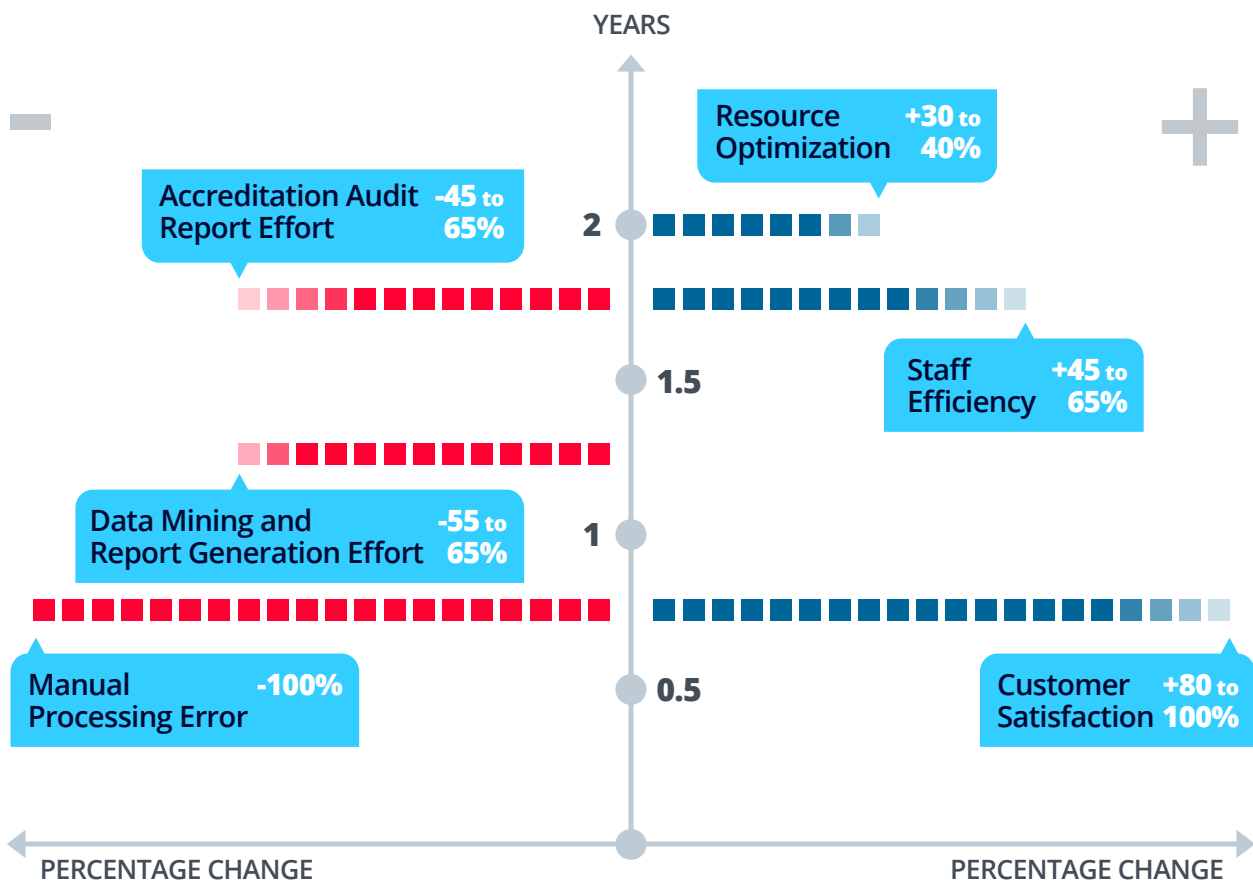 YEARS
-
+
Resource +30 to
Optimization 40%
Accreditation Audit -45 to
Report Effort 65%
2
Staff +45 to
Efficiency 65%
1.5
Data Mining and -55 to
Report Generation Effort 65%
1
Manual -100%
Processing Error
0.5
Customer +80 to
Satisfaction 100%
PERCENTAGE CHANGE
PERCENTAGE CHANGE